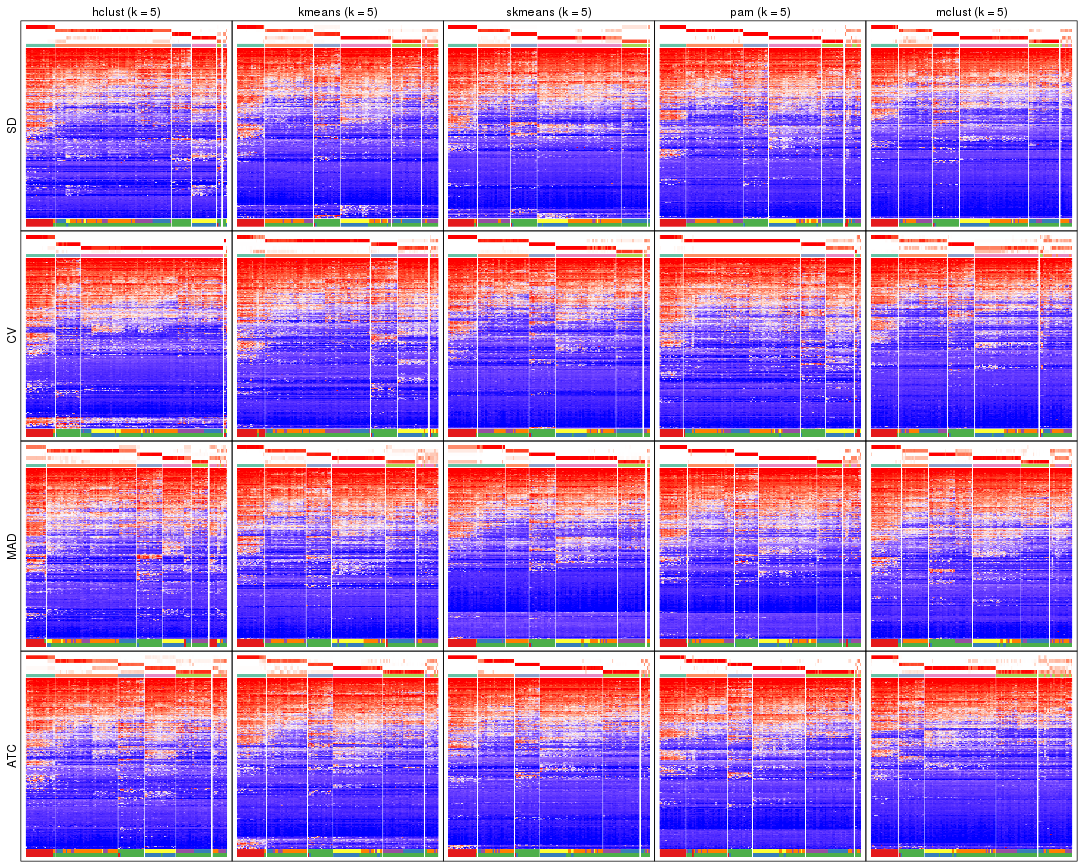 hclust (k = 5) kmeans (k = 5) skmeans (k = 5) pam (k = 5) mclust (k = 5)
SD
CV
MAD
ATC